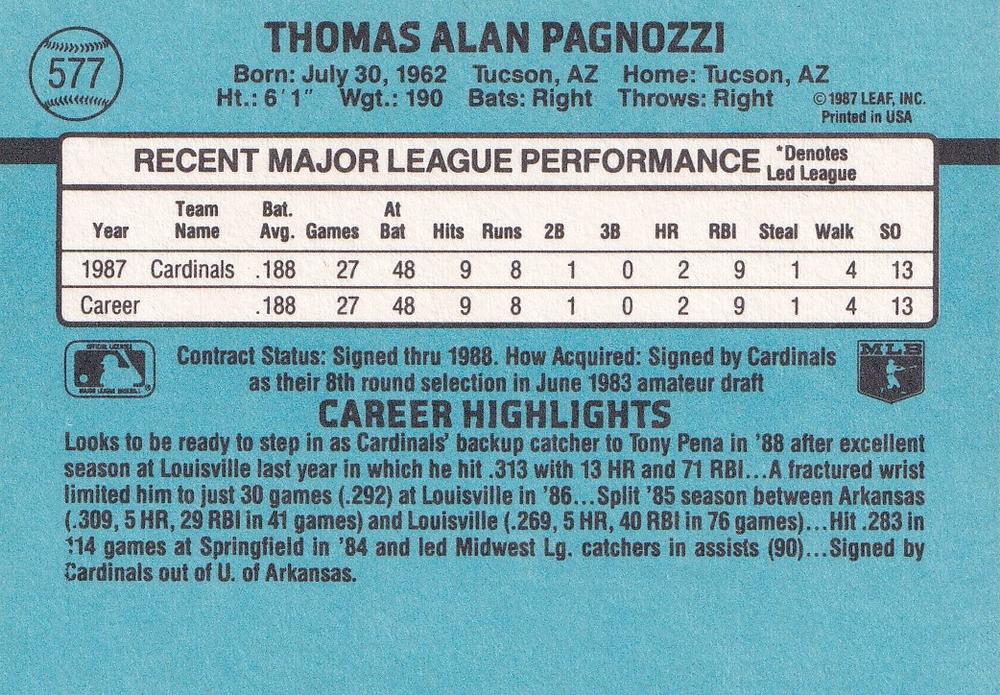 THOMAS ALAN PAGNOZZI
577
Born: July 30, 1962 Tucson, AZ Home: Tucson, AZ
Ht.: 6'1" Wgt.: 190 Bats: Right Throws: Right
©1987 LEAF, INC.
Printed in USA
RECENT MAJOR LEAGUE PERFORMANCE *Denotes
Led League
Year Team Name Bat. Avg. Games At Bat Hits Runs 2B 3B HR RBI Steal Walk SO
1987 Cardinals .188 27 48 9 8 1 0 2 9 1 4 13
Career .188 27 48 9 8 1 0 2 9 1 4 13
OFFICIAL LICENSEE
MAJOR LEAGUE BASEBALL
MLB
Contract Status: Signed thru 1988. How Acquired: Signed by Cardinals
as their 8th round selection in June 1983 amateur draft
CAREER HIGHLIGHTS
Looks to be ready to step in as Cardinals' backup catcher to Tony Pena in '88 after excellent
season at Louisville last year in which he hit .313 with 13 HR and 71 RBI...A fractured wrist
limited him to just 30 games (.292) at Louisville in '86...Split '85 season between Arkansas
(.309, 5 HR, 29 RBI in 41 games) and Louisville (.269, 5 HR, 40 RBI in 76 games)...Hit .283 in
114 games at Springfield in '84 and led Midwest Lg. catchers in assists (90)...Signed by
Cardinals out of U. of Arkansas.